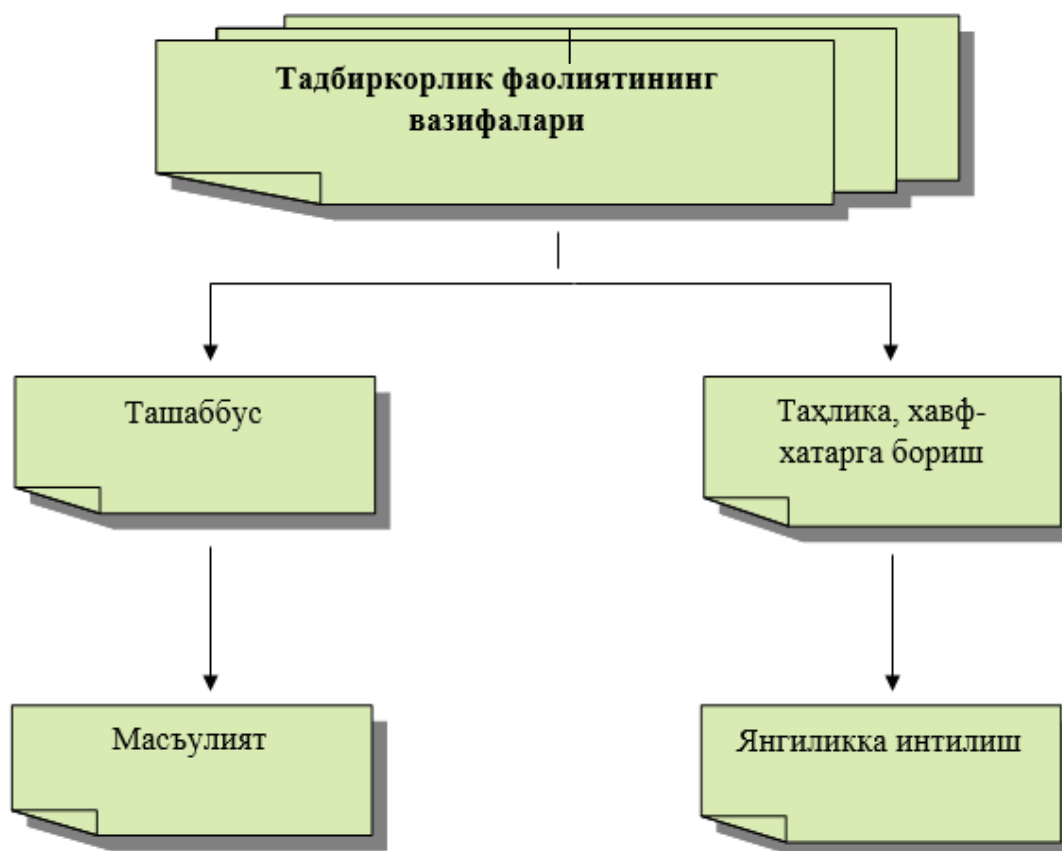 Тадбиркорлик фаолиятининг
вазифалари
Ташаббус
Таҳлика, хавф-
хатарга бориш
Масъулият
Янгиликка интилиш